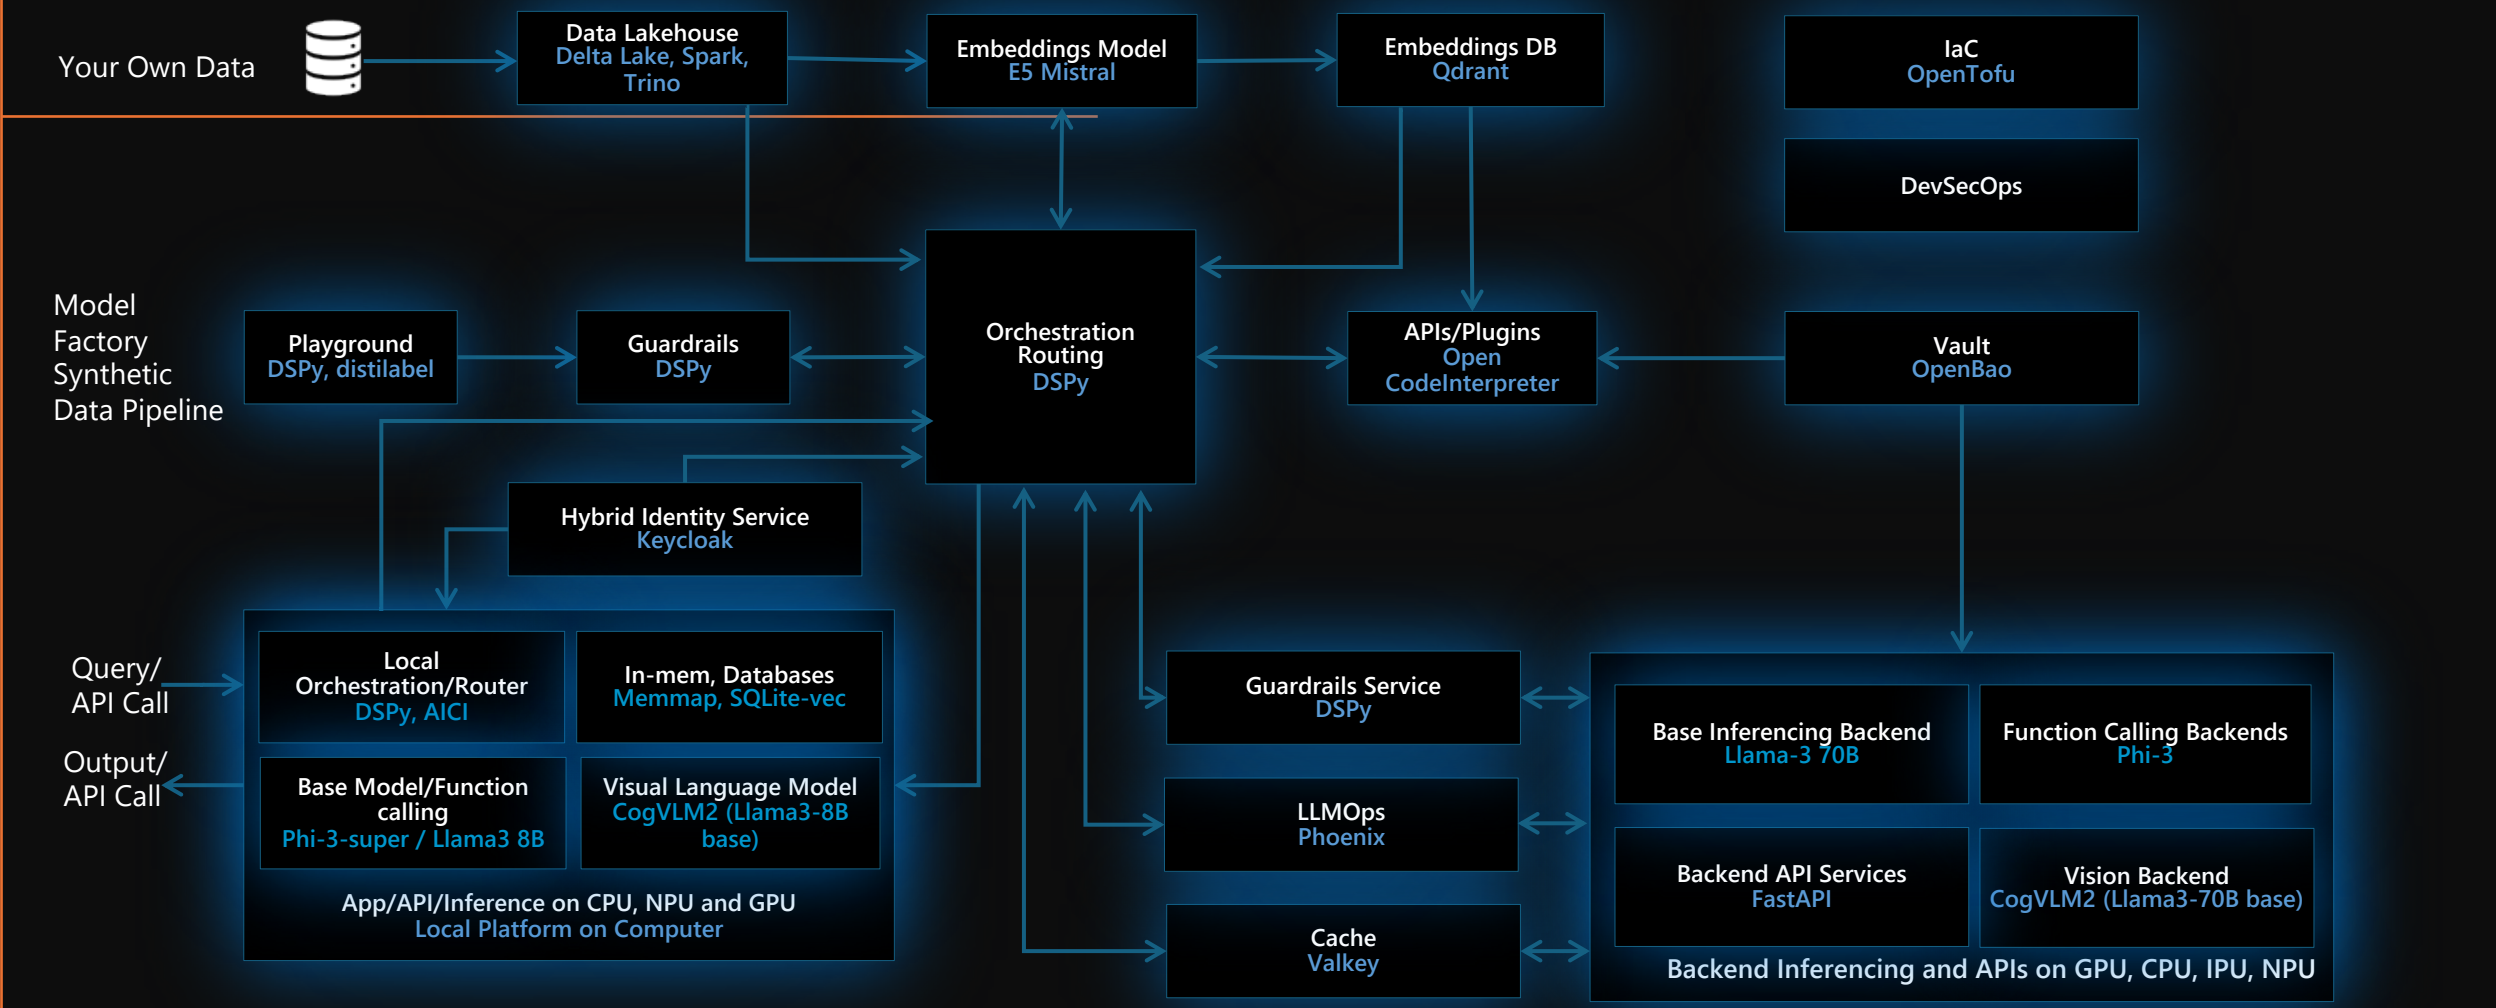 Your Own Data
Data Lakehouse
Delta Lake, Spark,
Trino
Embeddings Model
E5 Mistral
Embeddings DB
Qdrant
IaC
OpenTofu
DevSecOps
Model
Factory
Synthetic
Data Pipeline
Playground
DSPy, distilabel
Guardrails
DSPy
Orchestration
Routing
DSPy
APIs/Plugins
Open
CodeInterpreter
Vault
OpenBao
Hybrid Identity Service
Keycloak
Query/
API Call
Output/
API Call
Local
Orchestration/Router
DSPy, AICI
In-mem, Databases
Memmap, SQLite-vec
Base Model/Function
calling
Phi-3-super / Llama3 8B
Visual Language Model
CogVLM2 (Llama3-8B
base)
App/API/Inference on CPU, NPU and GPU
Local Platform on Computer
Guardrails Service
DSPy
LLMOps
Phoenix
Cache
Valkey
Base Inferencing Backend
Llama-3 70B
Function Calling Backends
Phi-3
Backend API Services
FastAPI
Vision Backend
CogVLM2 (Llama3-70B base)
Backend Inferencing and APIs on GPU, CPU, IPU, NPU